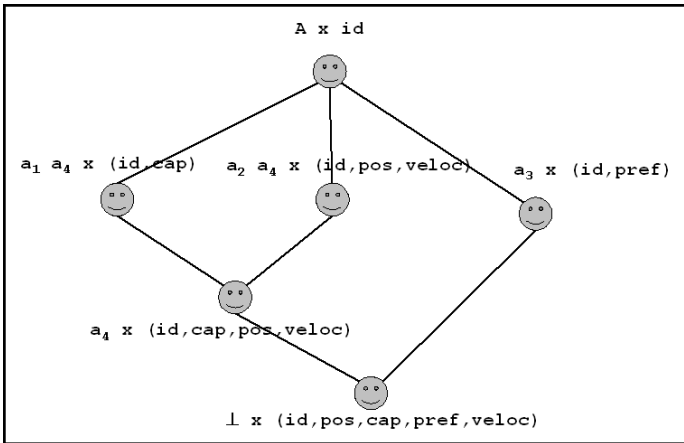 A x id
a₁ a₄ x (id,cap)
a₂ a₄ x (id,pos,veloc)
a₃ x (id,pref)
a₄ x (id,cap,pos,veloc)
⊥ x (id,pos,cap,pref,veloc)